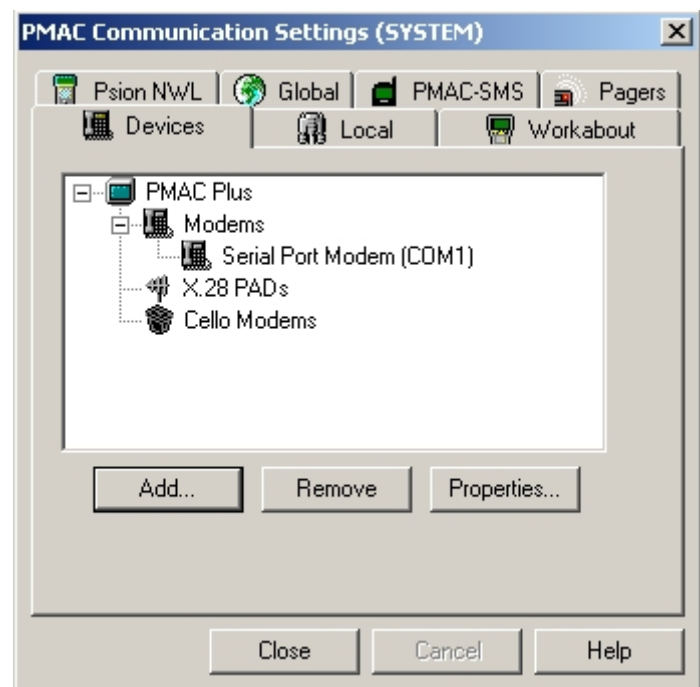 PMAC Communication Settings (SYSTEM)
Psion NWL Global PMAC-SMS Pagers
Devices Local Workabout
PMAC Plus
Modems
Serial Port Modem (COM1)
X.28 PADs
Cello Modems
Add... Remove Properties...
Close Cancel Help